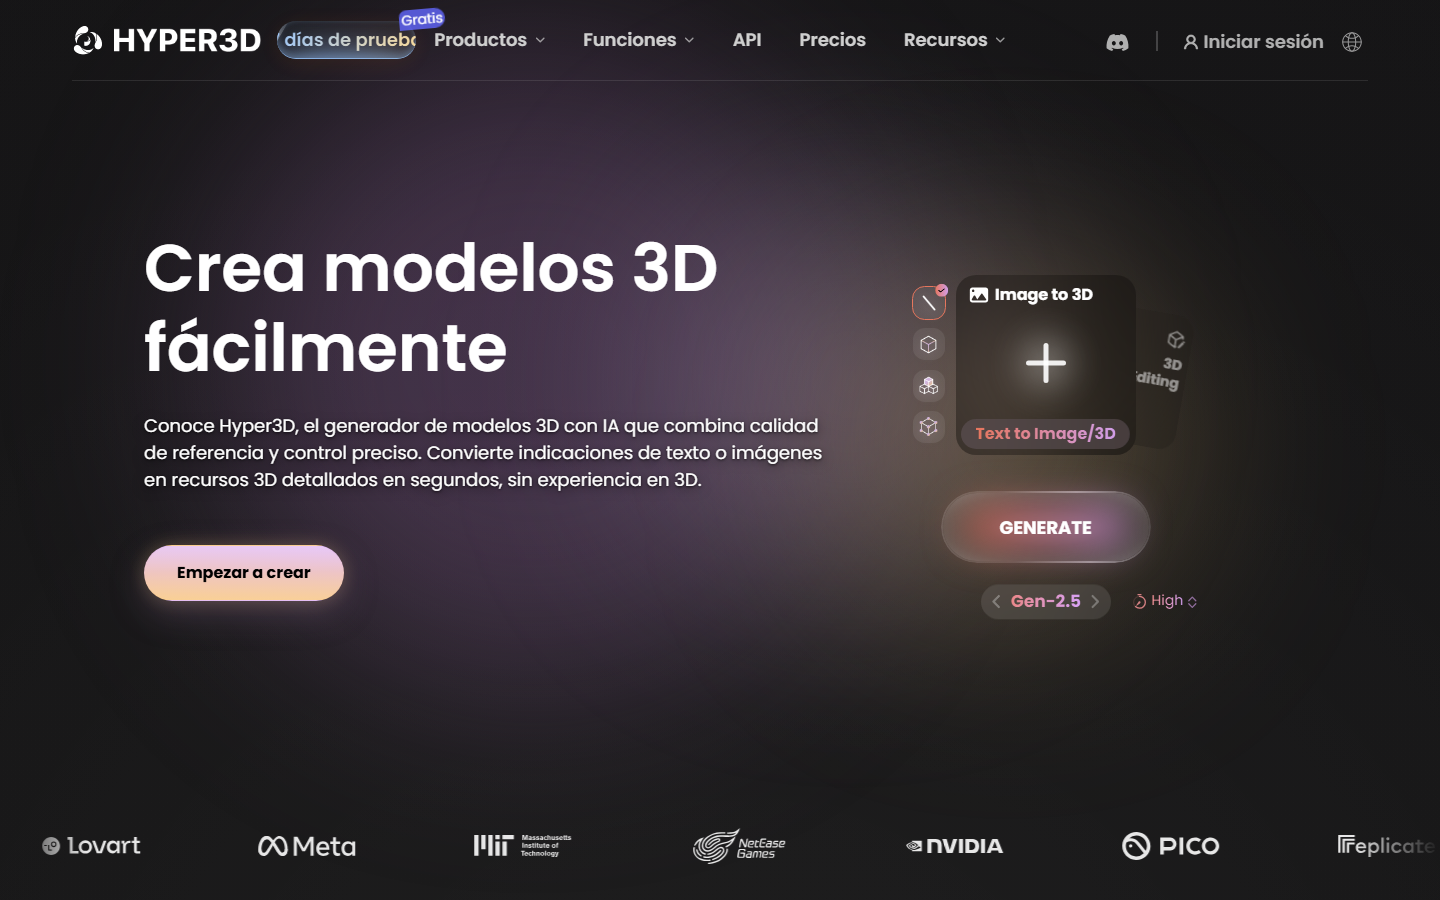 HYPER3D
días de prueba
Gratis
Productos
Funciones
API
Precios
Recursos
Iniciar sesión
Crea modelos 3D
fácilmente
Conoce Hyper3D, el generador de modelos 3D con IA que combina calidad
de referencia y control preciso. Convierte indicaciones de texto o imágenes
en recursos 3D detallados en segundos, sin experiencia en 3D.
Empezar a crear
Image to 3D
Text to Image/3D
3D
Editing
GENERATE
Gen-2.5
High
Lovart
Meta
MIT
Massachusetts
Institute of
Technology
NetEase
Games
NVIDIA
PICO
Replicate